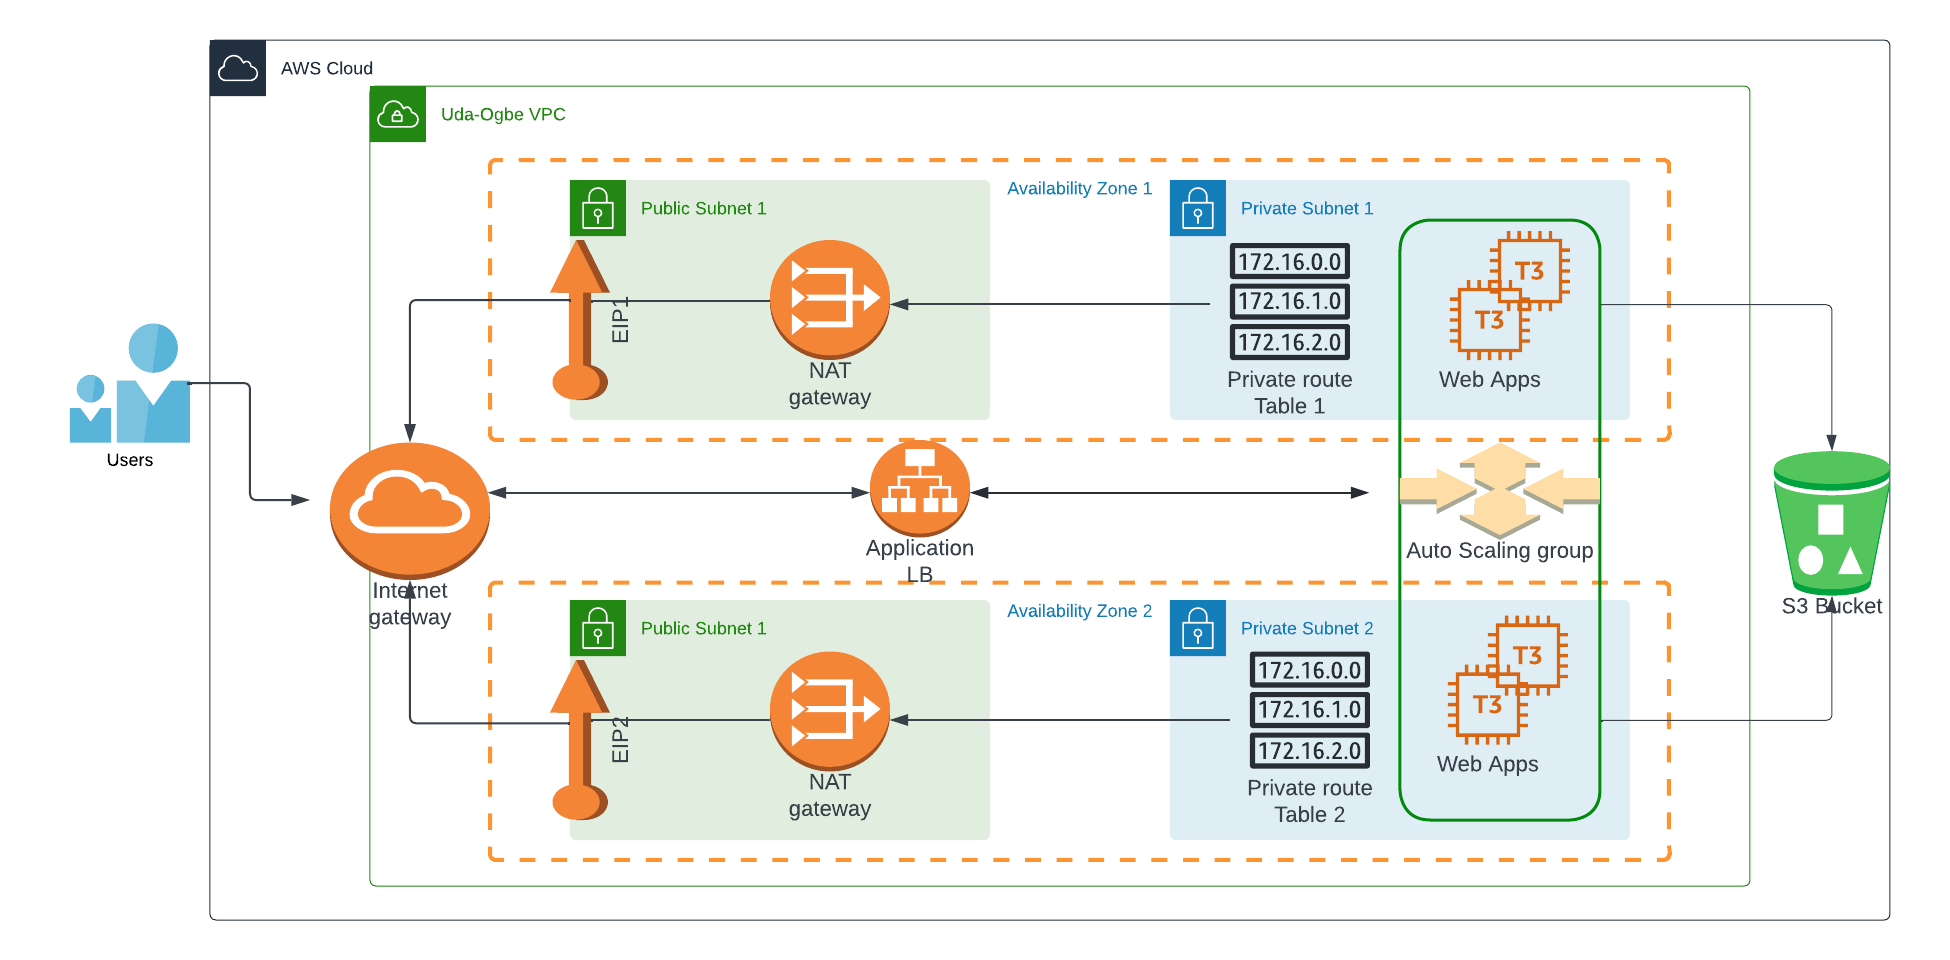 AWS Cloud
Uda-Ogbe VPC
Availability Zone 1
Public Subnet 1
Private Subnet 1
EIP1
NAT
gateway
172.16.0.0
172.16.1.0
172.16.2.0
Private route
Table 1
T3
T3
Web Apps
Users
Internet
gateway
Application
LB
Auto Scaling group
S3 Bucket
Availability Zone 2
Public Subnet 1
Private Subnet 2
EIP2
NAT
gateway
172.16.0.0
172.16.1.0
172.16.2.0
Private route
Table 2
T3
T3
Web Apps